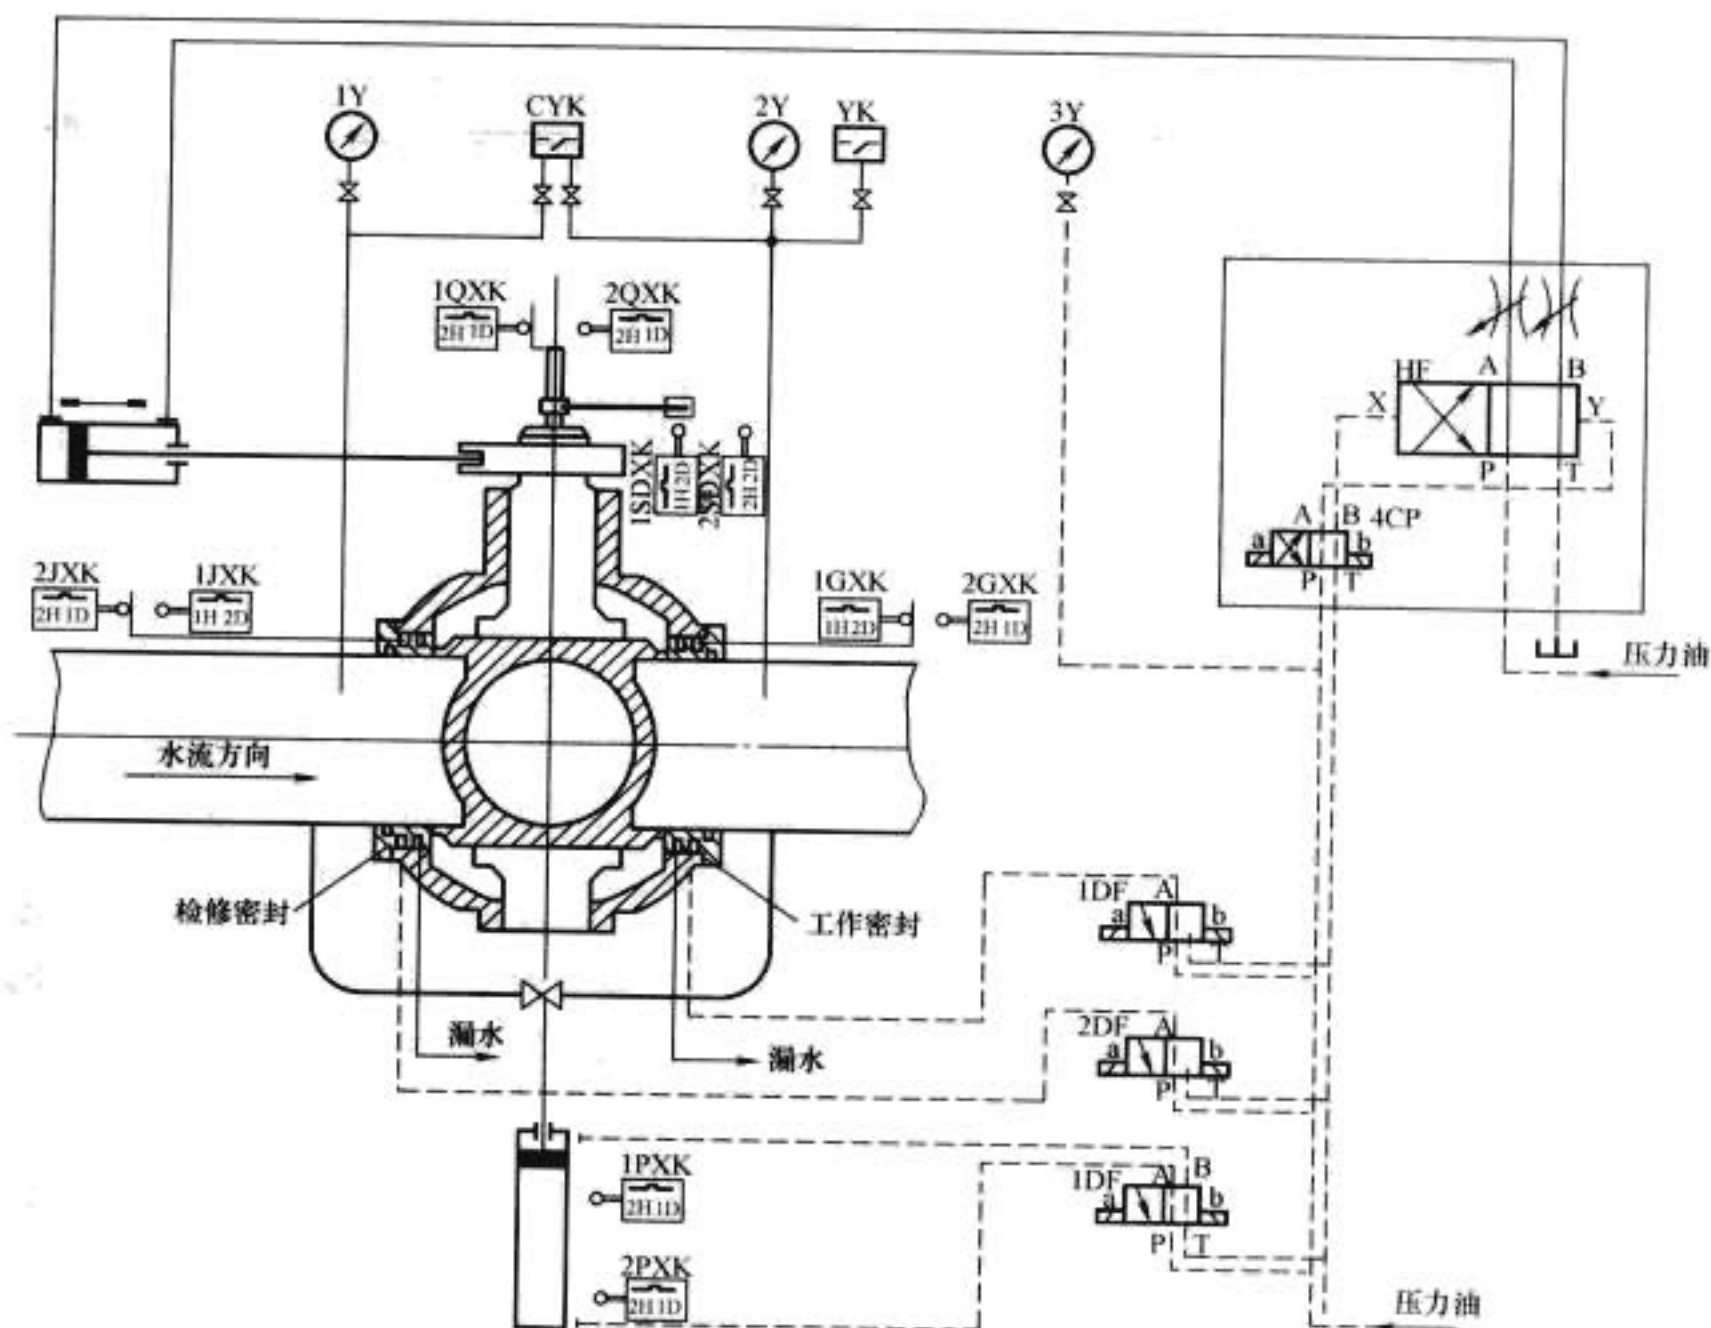 1Y
CYK
2Y
YK
3Y
1QXK
2H 1D
2QXK
2H 1D
HF
A
B
X
Y
P
T
1SDXK
1H 2D
2SDXK
2H 2D
A
B
4CP
a
b
P
T
2JXK
2H 1D
1JXK
1H 2D
1GXK
1H 2D
2GXK
2H 1D
压力油
水流方向
检修密封
工作密封
漏水
漏水
1DF
A
a
b
P
T
2DF
A
a
b
P
T
1PXK
2H 1D
1DF
A
B
a
b
P
T
2PXK
2H 1D
压力油